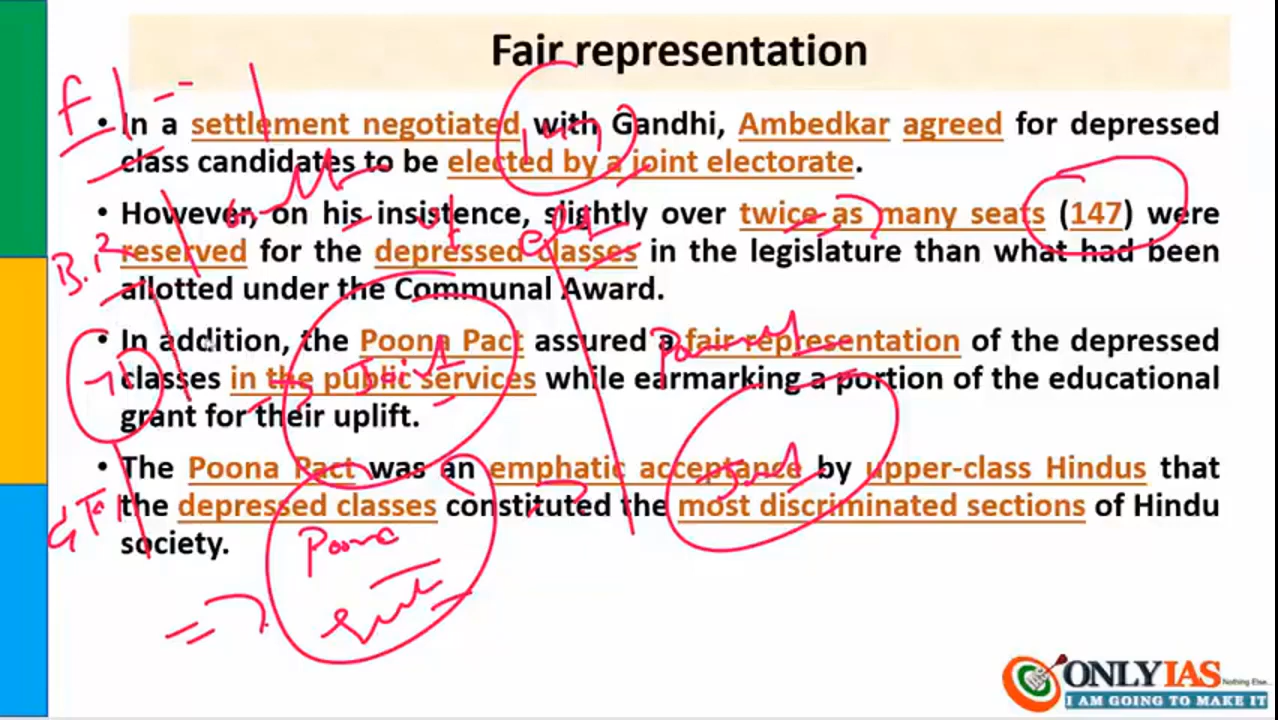 Fair representation
• In a settlement negotiated with Gandhi, Ambedkar agreed for depressed
class candidates to be elected by a joint electorate.
• However, on his insistence, slightly over twice as many seats (147) were
reserved for the depressed classes in the legislature than what had been
allotted under the Communal Award.
• In addition, the Poona Pact assured a fair representation of the depressed
classes in the public services while earmarking a portion of the educational
grant for their uplift.
• The Poona Pact was an emphatic acceptance by upper-class Hindus that
the depressed classes constituted the most discriminated sections of Hindu
society.
147
Poona
ONLYIAS
Nothing Else...
I AM GOING TO MAKE IT